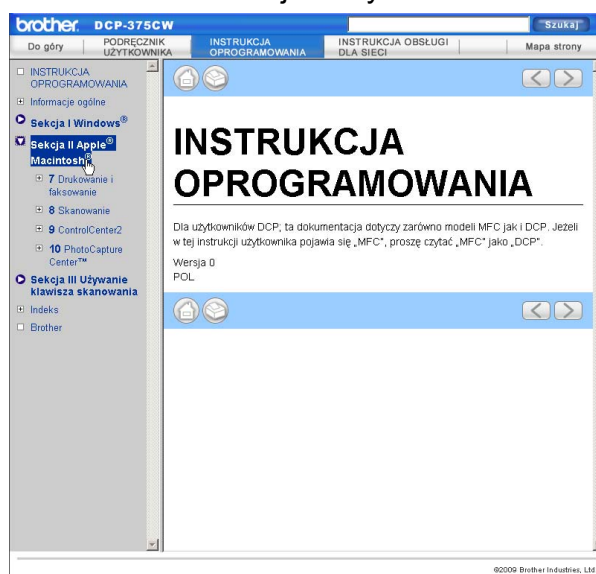 brother. DCP-375CW
Szukaj
Do góry
PODRĘCZNIK
UŻYTKOWNIKA
INSTRUKCJA
OPROGRAMOWANIA
INSTRUKCJA OBSŁUGI
DLA SIECI
Mapa strony
INSTRUKCJA
OPROGRAMOWANIA
Informacje ogólne
Sekcja I Windows®
Sekcja II Apple®
Macintosh®
7 Drukowanie i
faksowanie
8 Skanowanie
9 ControlCenter2
10 PhotoCapture
Center™
Sekcja III Używanie
klawisza skanowania
Indeks
Brother
INSTRUKCJA
OPROGRAMOWANIA
Dla użytkowników DCP; ta dokumentacja dotyczy zarówno modeli MFC jak i DCP. Jeżeli
w tej instrukcji użytkownika pojawia się „MFC”, proszę czytać „MFC” jako „DCP”.
Wersja 0
POL
©2009 Brother Industries, Ltd